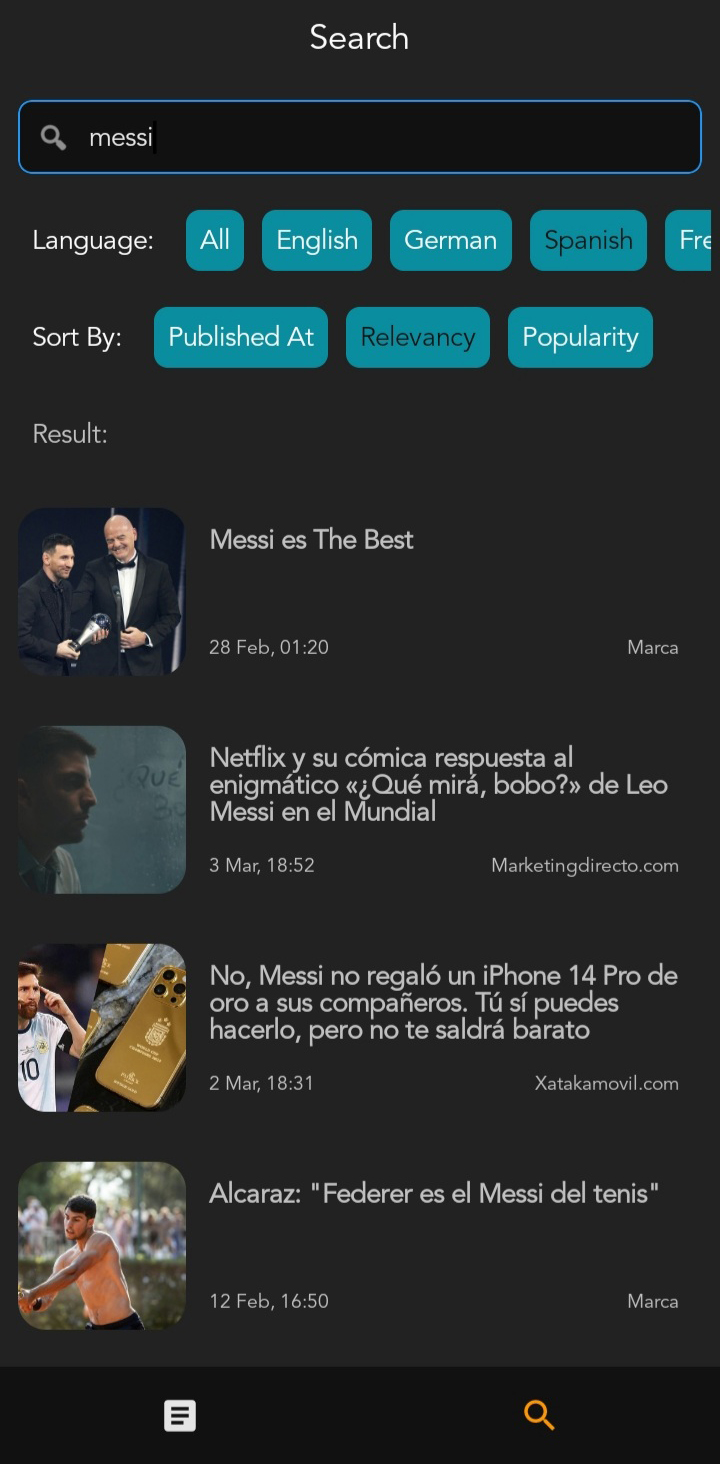 Search
messi
Language: All English German Spanish Fre
Sort By: Published At Relevancy Popularity
Result:
Messi es The Best
28 Feb, 01:20 Marca
QUÉ
Netflix y su cómica respuesta al
enigmático «¿Qué mirá, bobo?» de Leo
Messi en el Mundial
3 Mar, 18:52 Marketingdirecto.com
10
No, Messi no regaló un iPhone 14 Pro de
oro a sus compañeros. Tú sí puedes
hacerlo, pero no te saldrá barato
2 Mar, 18:31 Xatakamovil.com
Alcaraz: "Federer es el Messi del tenis"
12 Feb, 16:50 Marca